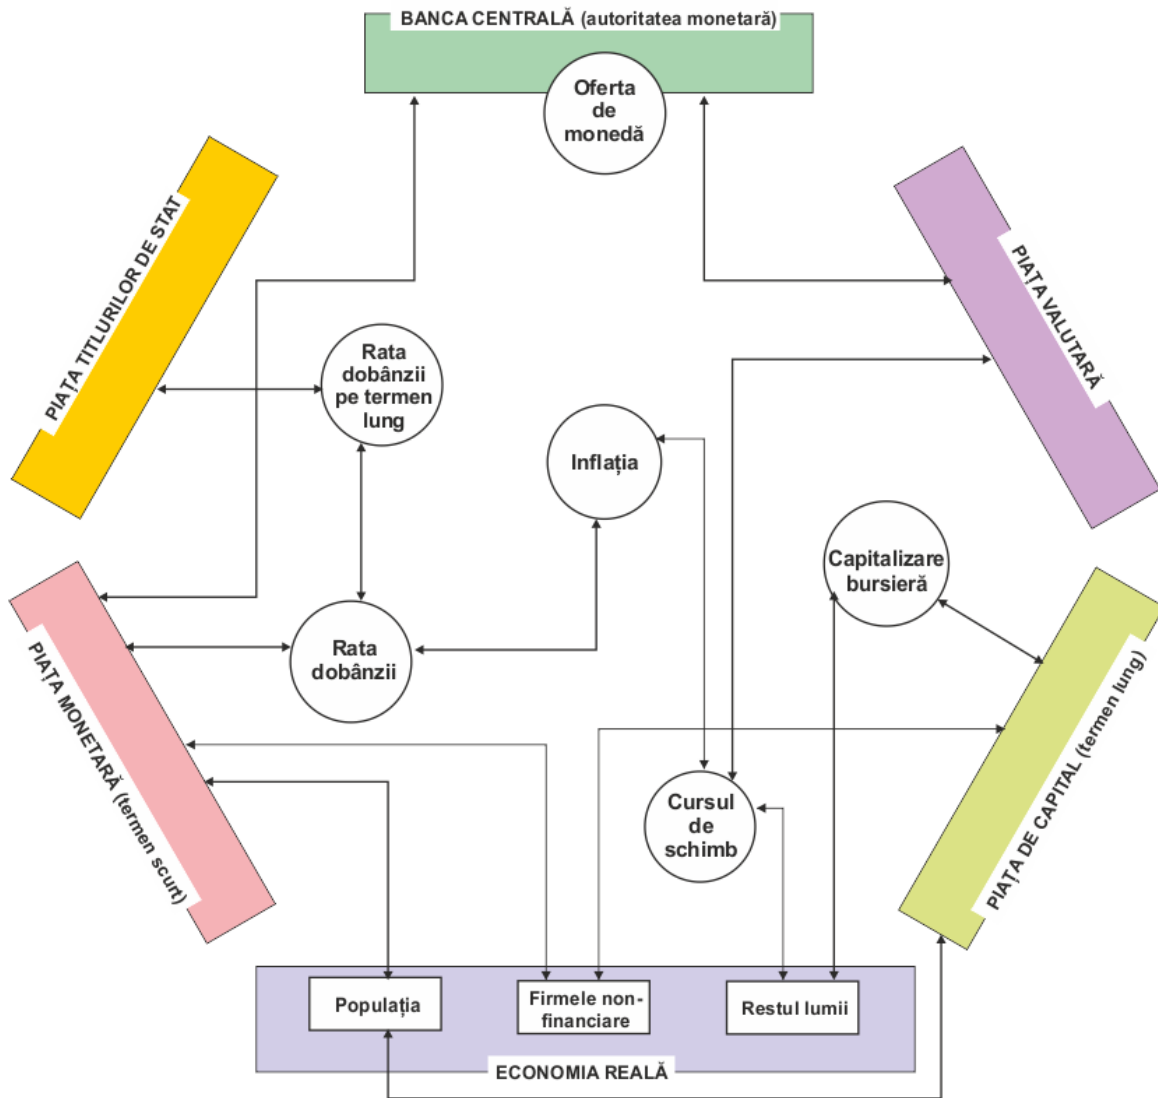 BANCA CENTRALĂ (autoritatea monetară)
Oferta
de
monedă
PIAȚA TITLURILOR DE STAT
PIAȚA VALUTARĂ
Rata
dobânzii
pe termen
lung
Inflația
Capitalizare
bursieră
Rata
dobânzii
PIAȚA MONETARĂ (termen scurt)
Cursul
de
schimb
PIAȚA DE CAPITAL (termen lung)
Populația
Firmele non-
financiare
Restul lumii
ECONOMIA REALĂ